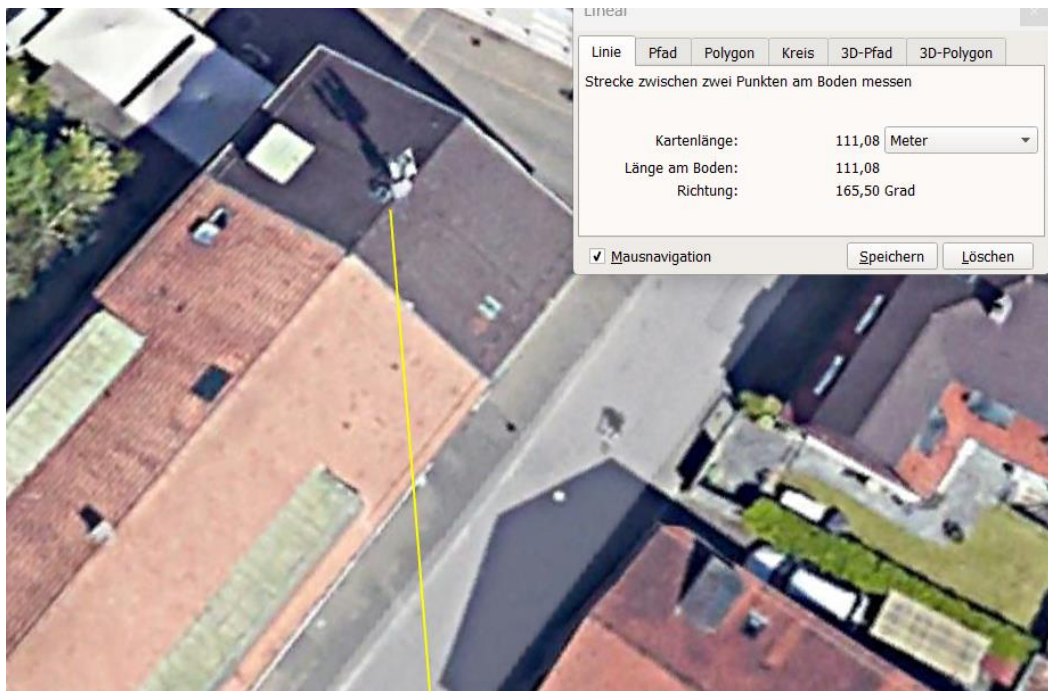 Lineal
Linie Pfad Polygon Kreis 3D-Pfad 3D-Polygon
Strecke zwischen zwei Punkten am Boden messen
Kartenlänge: 111,08 Meter
Länge am Boden: 111,08
Richtung: 165,50 Grad
Mausnavigation Speichern Löschen